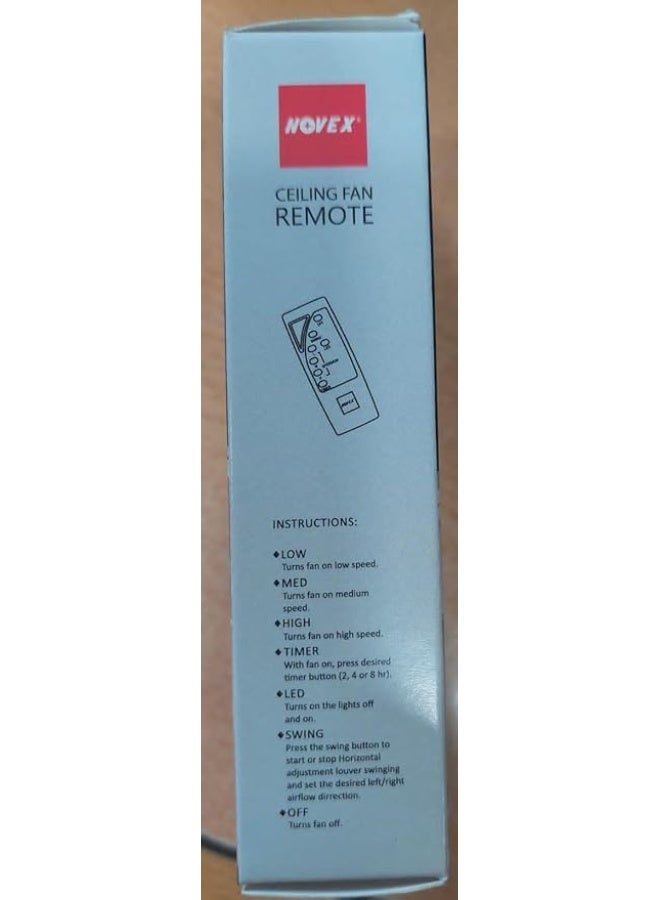 NOVEX
CEILING FAN
REMOTE
NOVEX
INSTRUCTIONS:
◆LOW
Turns fan on low speed.
◆MED
Turns fan on medium
speed.
◆HIGH
Turns fan on high speed.
◆TIMER
With fan on, press desired
timer button (2, 4 or 8 hr).
◆LED
Turns on the lights off
and on.
◆SWING
Press the swing button to
start or stop Horizontal
adjustment louver swinging
and set the desired left/right
airflow dirrection.
◆OFF
Turns fan off.